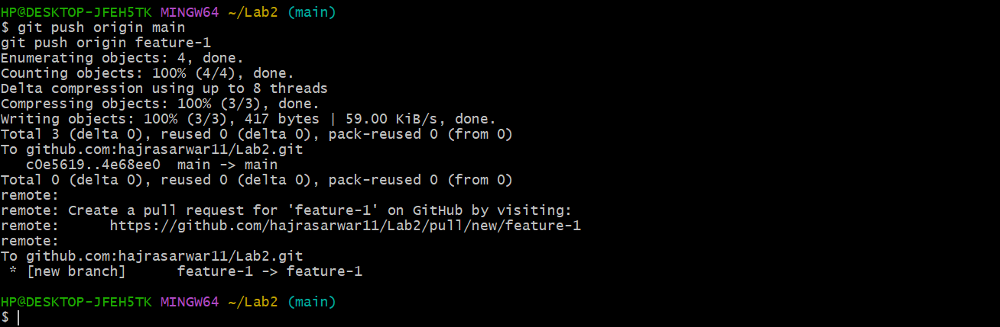 HP@DESKTOP-JFEH5TK MINGW64 ~/Lab2 (main)
$ git push origin main
git push origin feature-1
Enumerating objects: 4, done.
Counting objects: 100% (4/4), done.
Delta compression using up to 8 threads
Compressing objects: 100% (3/3), done.
Writing objects: 100% (3/3), 417 bytes | 59.00 KiB/s, done.
Total 3 (delta 0), reused 0 (delta 0), pack-reused 0 (from 0)
To github.com:hajrasarwar11/Lab2.git
   c0e5619..4e68ee0  main -> main
Total 0 (delta 0), reused 0 (delta 0), pack-reused 0 (from 0)
remote:
remote: Create a pull request for 'feature-1' on GitHub by visiting:
remote:      https://github.com/hajrasarwar11/Lab2/pull/new/feature-1
remote:
To github.com:hajrasarwar11/Lab2.git
 * [new branch]      feature-1 -> feature-1
HP@DESKTOP-JFEH5TK MINGW64 ~/Lab2 (main)
$